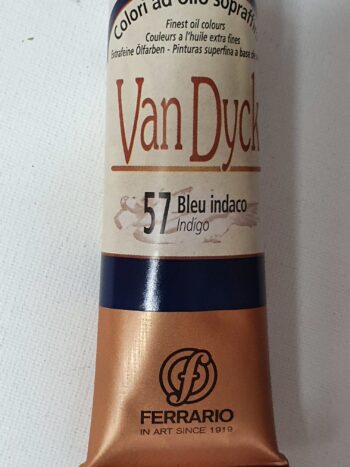 Colori ad olio sopraffi
Finest oil colours
Couleurs a l'huile extra fines
Extrafeine Ölfarben - Pinturas superfina a base de
Van Dyck
57 Bleu indaco
Indigo
f
FERRARIO
IN ART SINCE 1919